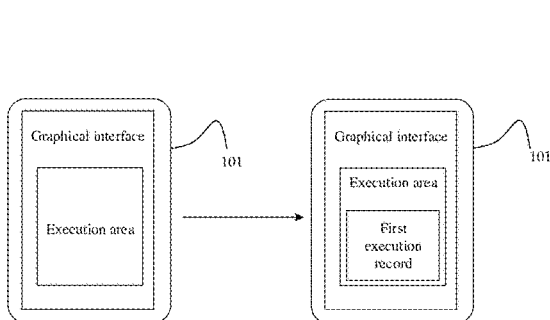 Graphical interface
101
Execution area
Graphical interface
101
Execution area
First
execution
record